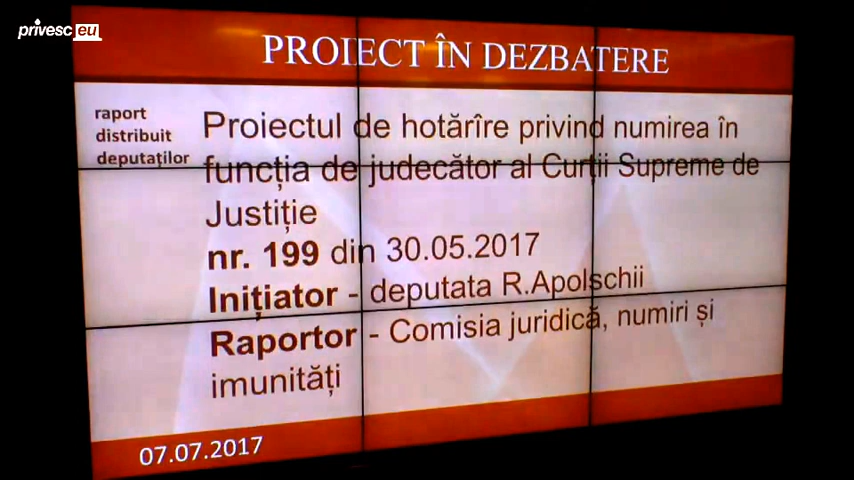 privesc.eu
PROIECT ÎN DEZBATERE
raport
distribuit
deputaților
Proiectul de hotărîre privind numirea în
funcția de judecător al Curții Supreme de
Justiție
nr. 199 din 30.05.2017
Inițiator - deputata R.Apolschii
Raportor - Comisia juridică, numiri și
imunități
07.07.2017